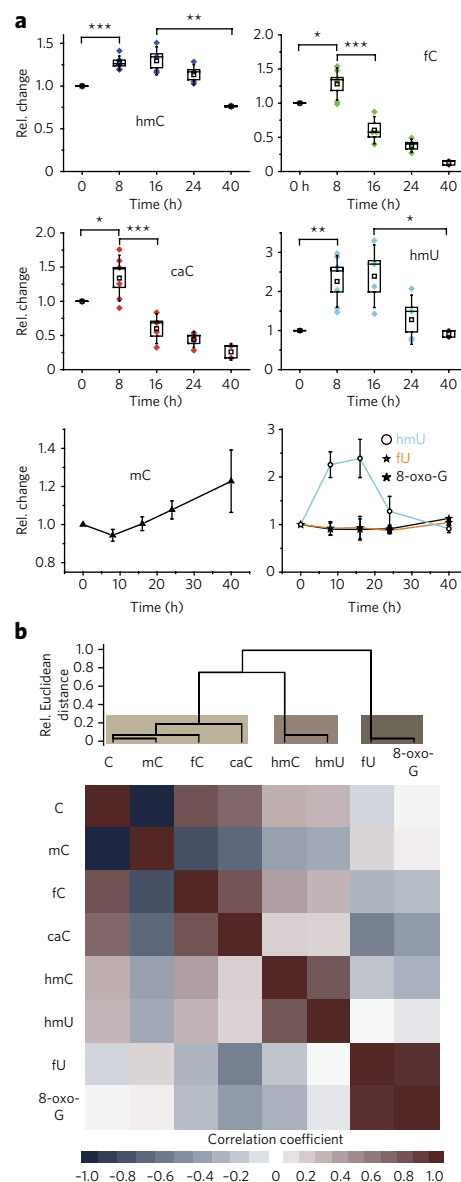 a
*** **
Rel. change
1.5
1.0
0.5
0
hmC
0 8 16 24 40
Time (h)
* ***
fC
2.0
1.5
1.0
0.5
0
0 h 8 16 24 40
Time (h)
* ***
Rel. change
2.0
1.5
1.0
0.5
0
caC
0 8 16 24 40
Time (h)
** *
hmU
3
2
1
0
0 8 16 24 40
Time (h)
Rel. change
1.4
1.2
1.0
0.8
mC
0 10 20 30 40
Time (h)
3
2
1
0
hmU
fU
8-oxo-G
0 10 20 30 40
Time (h)
b
Rel. Euclidean
distance
1.0
0.8
0.6
0.4
0.2
0
C mC fC caC hmC hmU fU 8-oxo-
G
C
mC
fC
caC
hmC
hmU
fU
8-oxo-
G
Correlation coefficient
-1.0 -0.8 -0.6 -0.4 -0.2 0 0.2 0.4 0.6 0.8 1.0